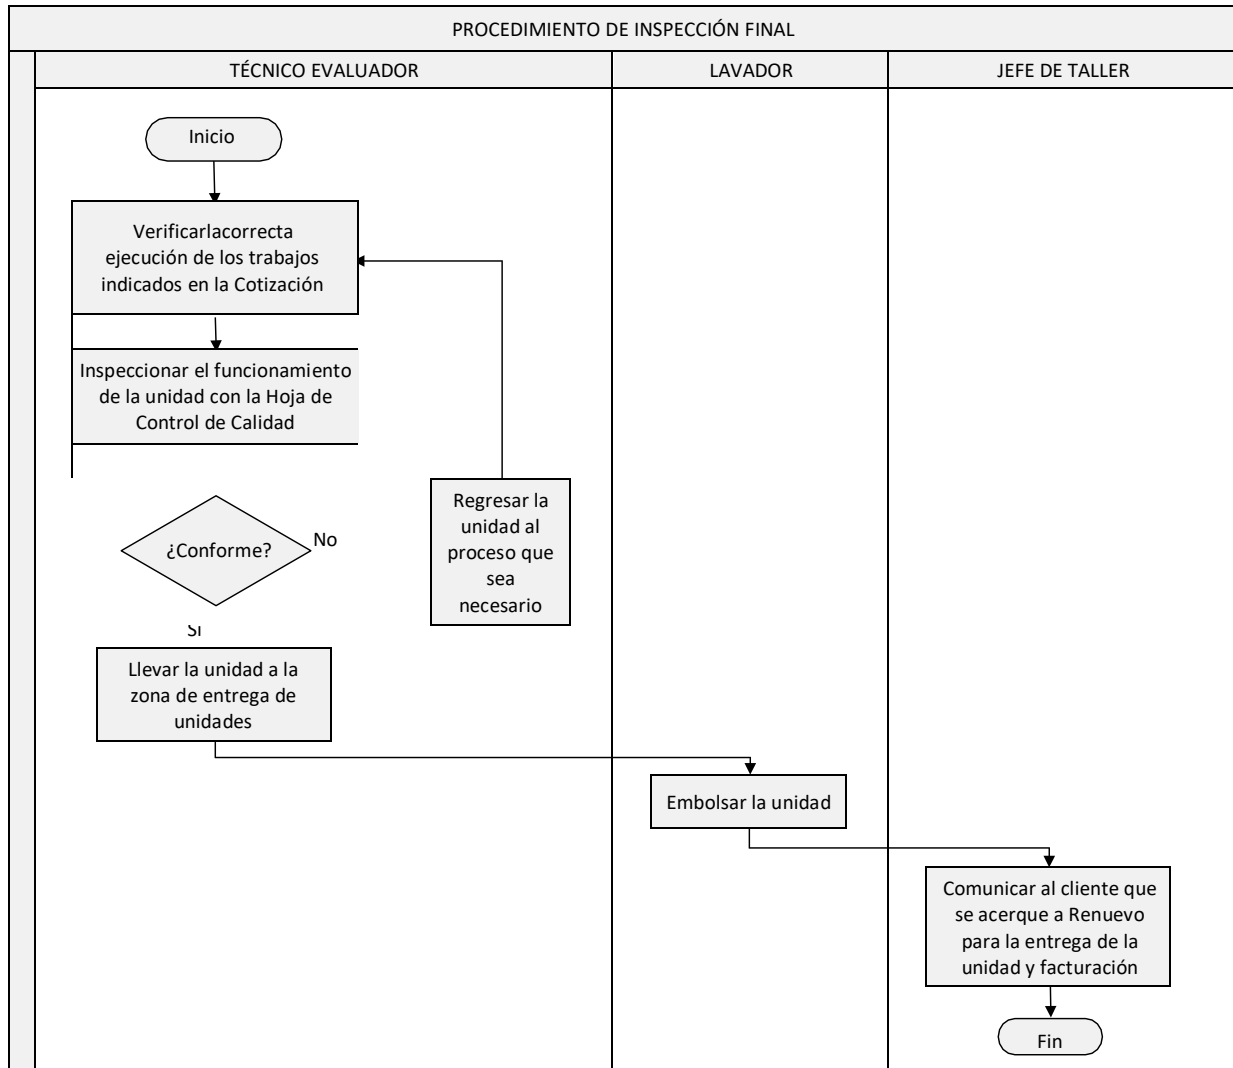 PROCEDIMIENTO DE INSPECCIÓN FINAL
TÉCNICO EVALUADOR
LAVADOR
JEFE DE TALLER
Inicio
Verificarlacorrecta
ejecución de los trabajos
indicados en la Cotización
Inspeccionar el funcionamiento
de la unidad con la Hoja de
Control de Calidad
¿Conforme?
No
Regresar la
unidad al
proceso que
sea
necesario
Si
Llevar la unidad a la
zona de entrega de
unidades
Embolsar la unidad
Comunicar al cliente que
se acerque a Renuevo
para la entrega de la
unidad y facturación
Fin